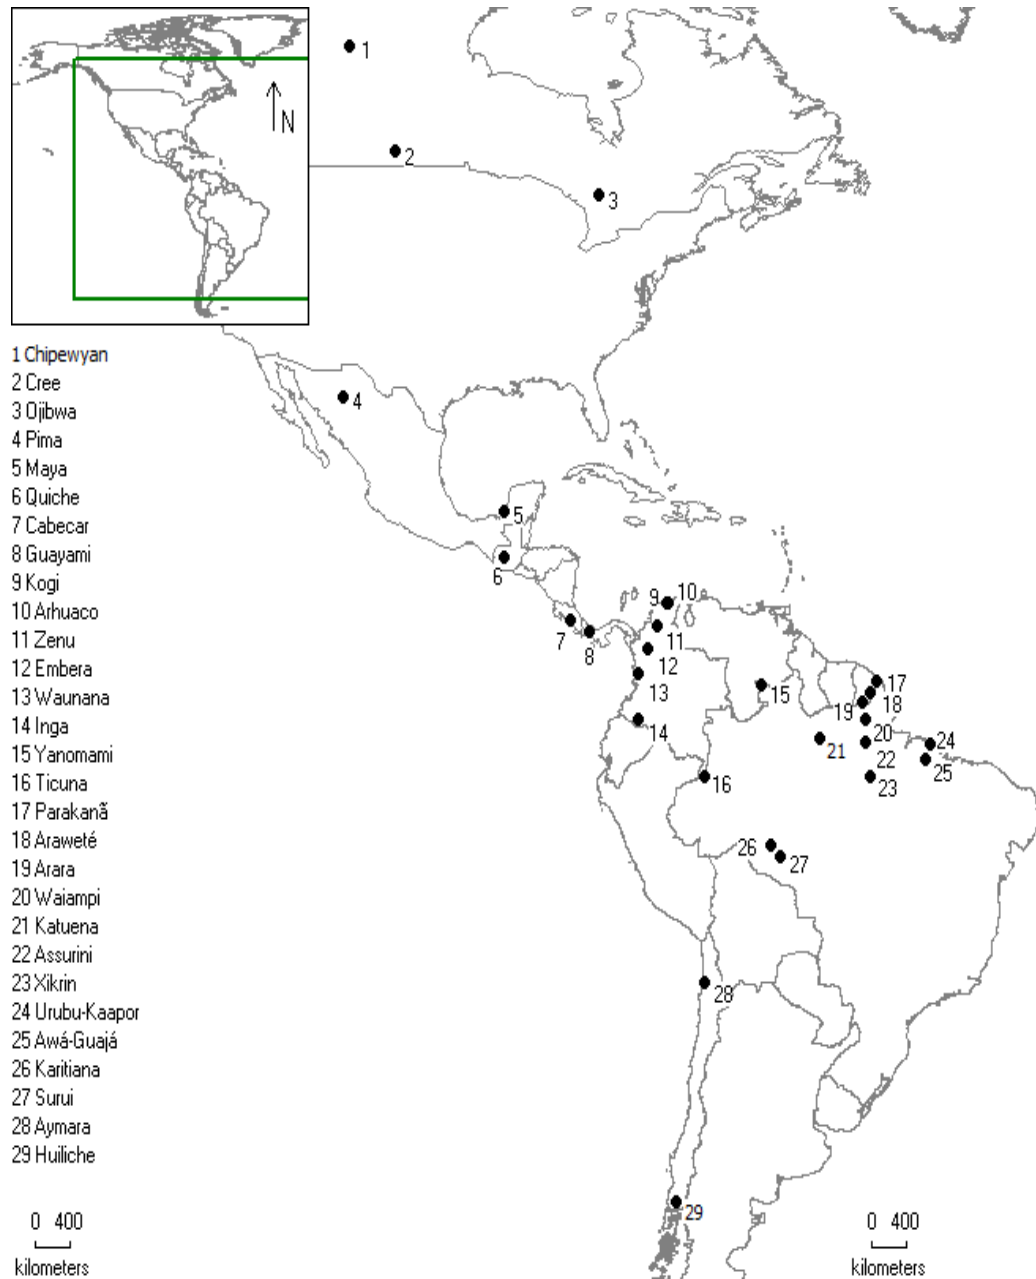 N
1
2
3
4
5
6
7
8
9
10
11
12
13
14
15
16
17
18
19
20
21
22
23
24
25
26
27
28
29
1 Chipewyan
2 Cree
3 Ojibwa
4 Pima
5 Maya
6 Quiche
7 Cabecar
8 Guayami
9 Kogi
10 Arhuaco
11 Zenu
12 Embera
13 Waunana
14 Inga
15 Yanomami
16 Ticuna
17 Parakanã
18 Araweté
19 Arara
20 Waiampi
21 Katuena
22 Assurini
23 Xikrin
24 Urubu-Kaapor
25 Awá-Guajá
26 Karitiana
27 Surui
28 Aymara
29 Huiliche
0 400
kilometers
0 400
kilometers